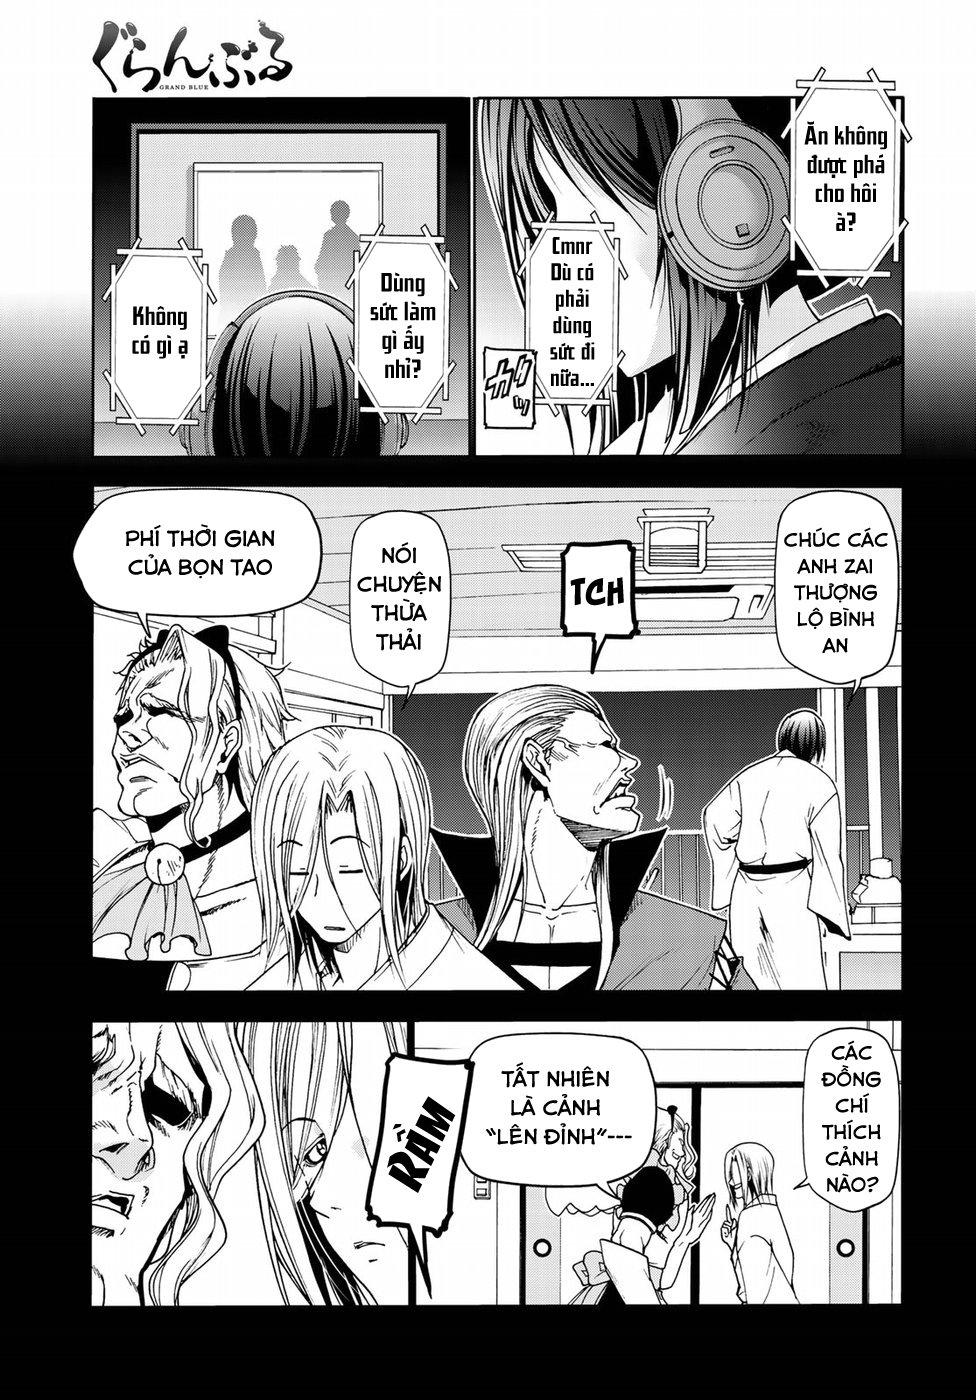 ぐらんぶる
GRAND BLUE
Ăn không
được phá
cho hôi
à?
Cmnr
Dù có
phải
dùng
sức đi
nữa...
Dùng
sức làm
gì ấy
nhỉ?
Không
có gì ạ
CHÚC CÁC
ANH ZAI
THƯỢNG
LỘ BÌNH
AN
TCH
NÓI
CHUYỆN
THỪA
THÃI
PHÍ THỜI GIAN
CỦA BỌN TAO
CÁC
ĐỒNG
CHÍ
THÍCH
CẢNH
NÀO?
TẤT NHIÊN
LÀ CẢNH
“LÊN ĐỈNH”---
RẦM